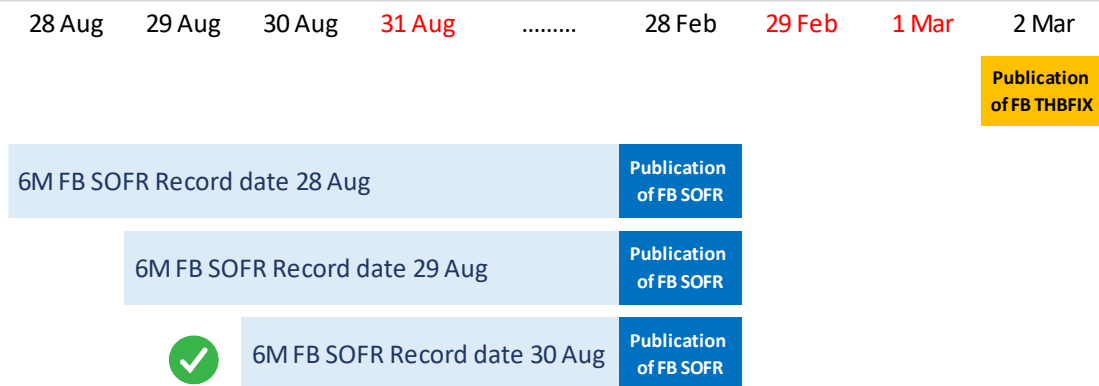 28 Aug 29 Aug 30 Aug 31 Aug ......... 28 Feb 29 Feb 1 Mar 2 Mar
Publication
of FB THBFIX
6M FB SOFR Record date 28 Aug
Publication
of FB SOFR
6M FB SOFR Record date 29 Aug
Publication
of FB SOFR
6M FB SOFR Record date 30 Aug
Publication
of FB SOFR